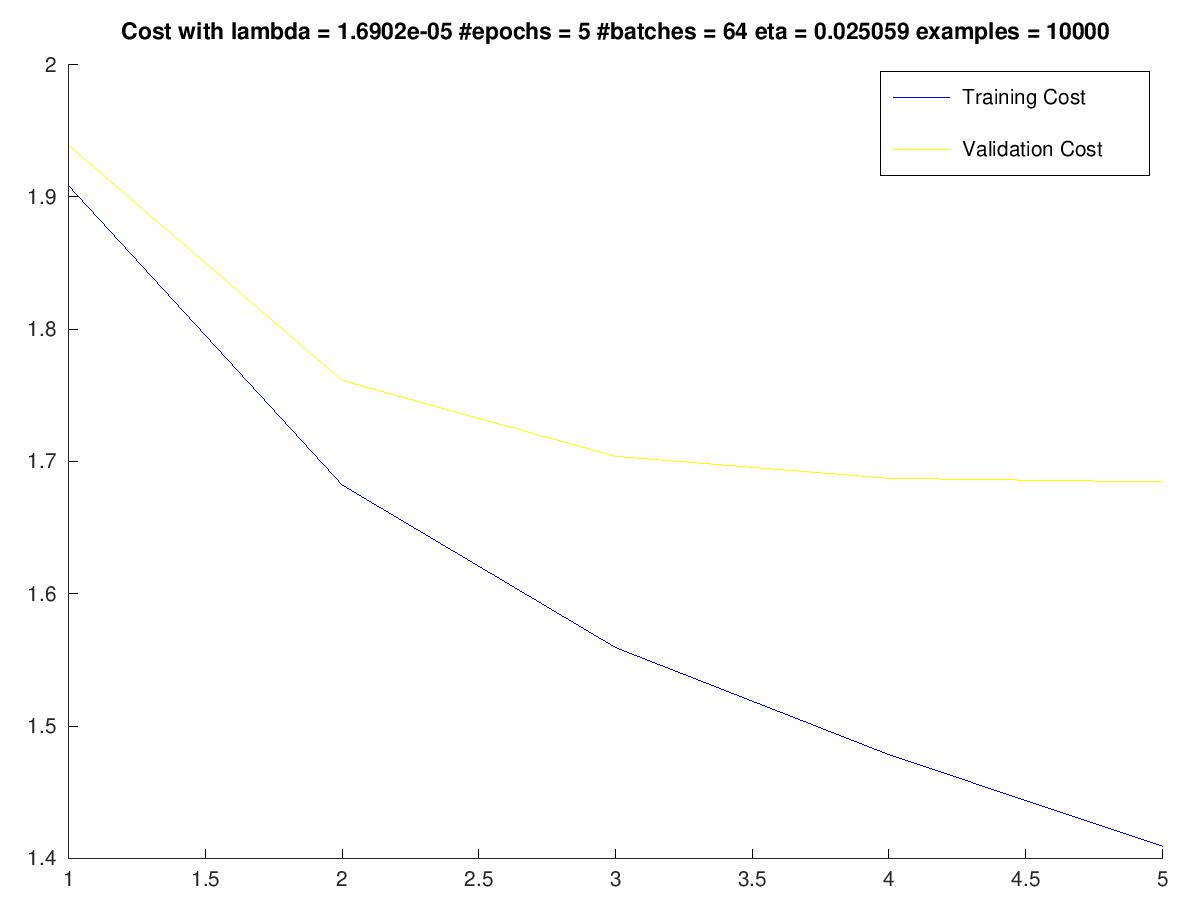 Cost with lambda = 1.6902e-05 #epochs = 5 #batches = 64 eta = 0.025059 examples = 10000
Training Cost
Validation Cost
2
1.9
1.8
1.7
1.6
1.5
1.4
1 1.5 2 2.5 3 3.5 4 4.5 5